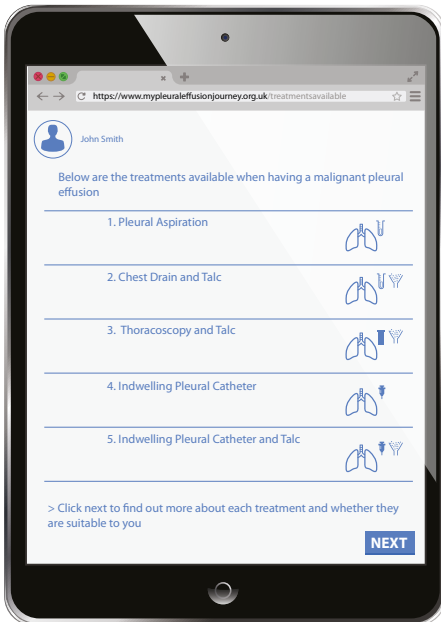 https://www.mypleuraleffusionjourney.org.uk/treatmentsavailable
John Smith
Below are the treatments available when having a malignant pleural
effusion
1. Pleural Aspiration
2. Chest Drain and Talc
3. Thoracoscopy and Talc
4. Indwelling Pleural Catheter
5. Indwelling Pleural Catheter and Talc
> Click next to find out more about each treatment and whether they
are suitable to you
NEXT